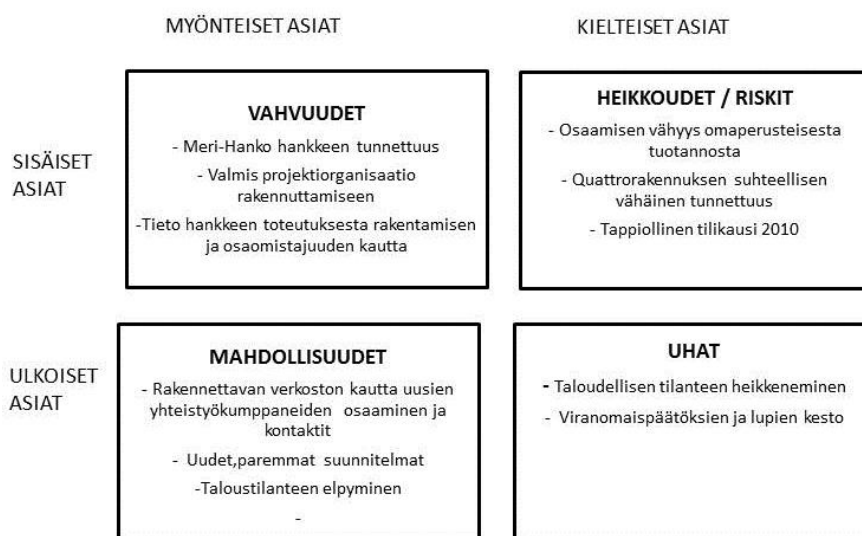 MYÖNTEISET ASIAT
KIELTEISET ASIAT
SISÄISET
ASIAT
VAHVUUDET
- Meri-Hanko hankkeen tunnettuus
- Valmis projektiorganisaatio
rakennuttamiseen
-Tieto hankkeen toteutuksesta rakentamisen
ja osaomistajuuden kautta
HEIKKOUDET / RISKIT
- Osaamisen vähyys omaperusteisesta
tuotannosta
- Quattrorakennuksen suhteellisen
vähäinen tunnettuus
- Tappiollinen tilikausi 2010
ULKOISET
ASIAT
MAHDOLLISUUDET
- Rakennettavan verkoston kautta uusien
yhteistyökumppaneiden osaaminen ja
kontaktit
- Uudet,paremmat suunnitelmat
-Taloustilanteen elpyminen
-
UHAT
- Taloudellisen tilanteen heikkeneminen
- Viranomaispäätöksien ja lupien kesto